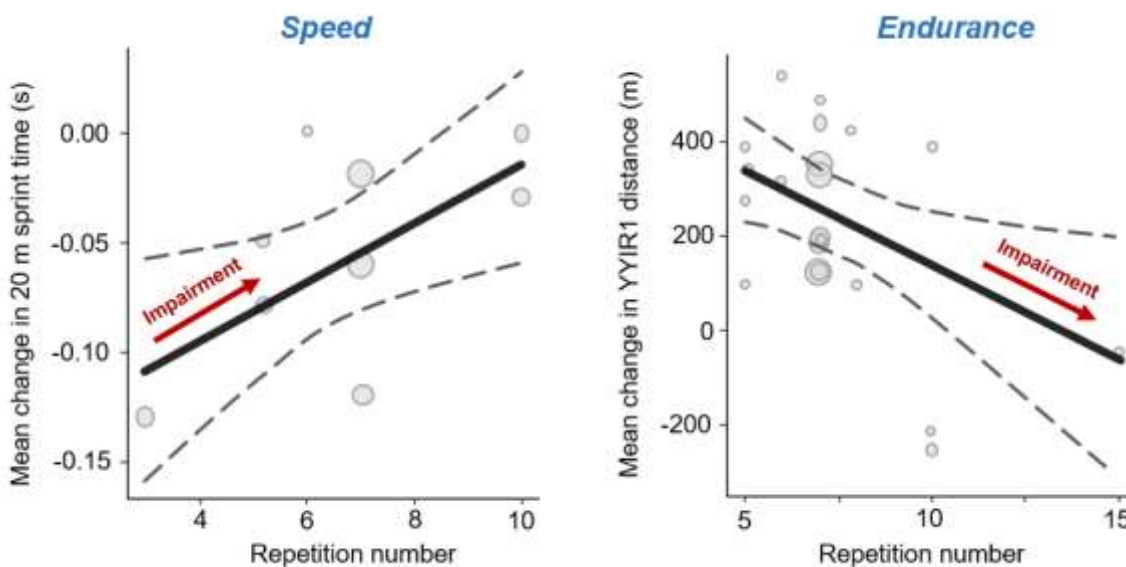 Speed
Mean change in 20 m sprint time (s)
0.00
-0.05
-0.10
-0.15
Impairment
4
6
8
10
Repetition number
Endurance
Mean change in YYIR1 distance (m)
400
200
0
-200
Impairment
5
10
15
Repetition number